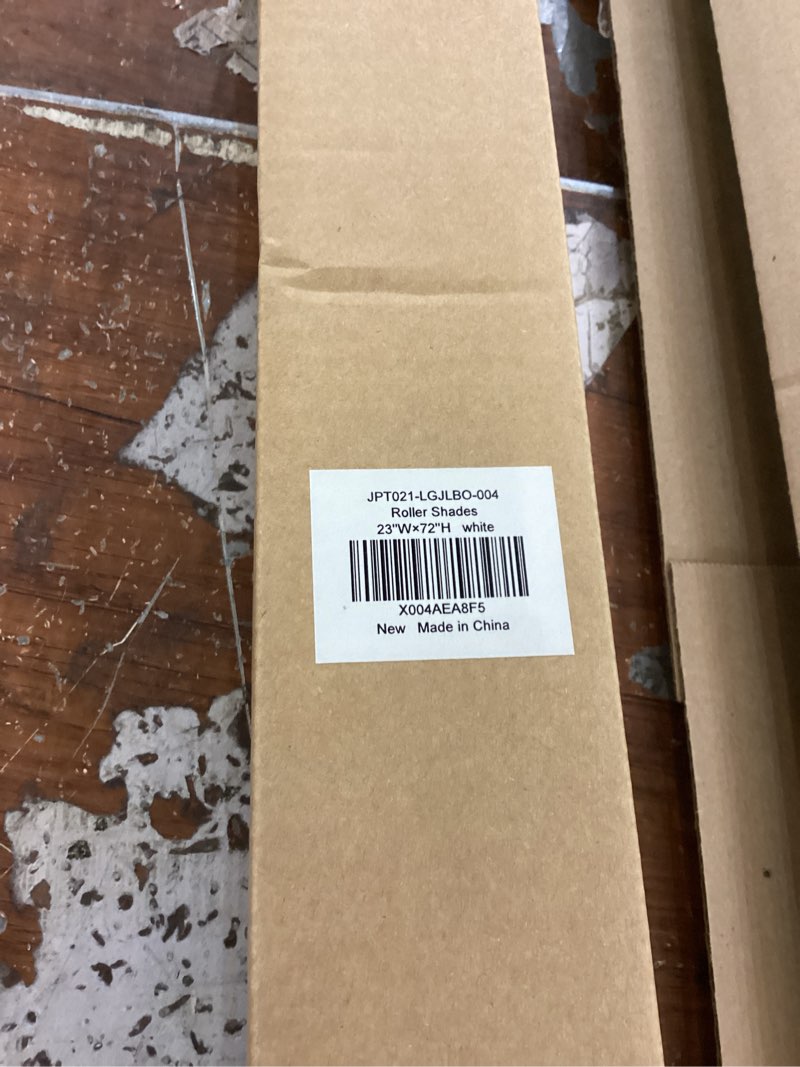 JPT021-LGJLBO-004
Roller Shades
23"W×72"H white
X004AEA8F5
New Made in China